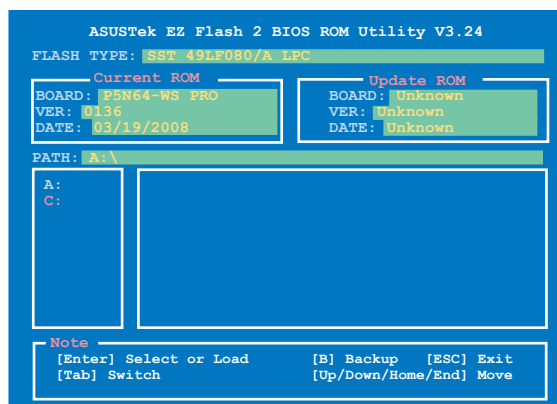 ASUSTek EZ Flash 2 BIOS ROM Utility V3.24
FLASH TYPE: SST 49LF080/A LPC
Current ROM
BOARD: P5N64-WS PRO
VER: 0136
DATE: 03/19/2008
Update ROM
BOARD: Unknown
VER: Unknown
DATE: Unknown
PATH: A:\
A:
C:
Note
[Enter] Select or Load [B] Backup [ESC] Exit
[Tab] Switch [Up/Down/Home/End] Move